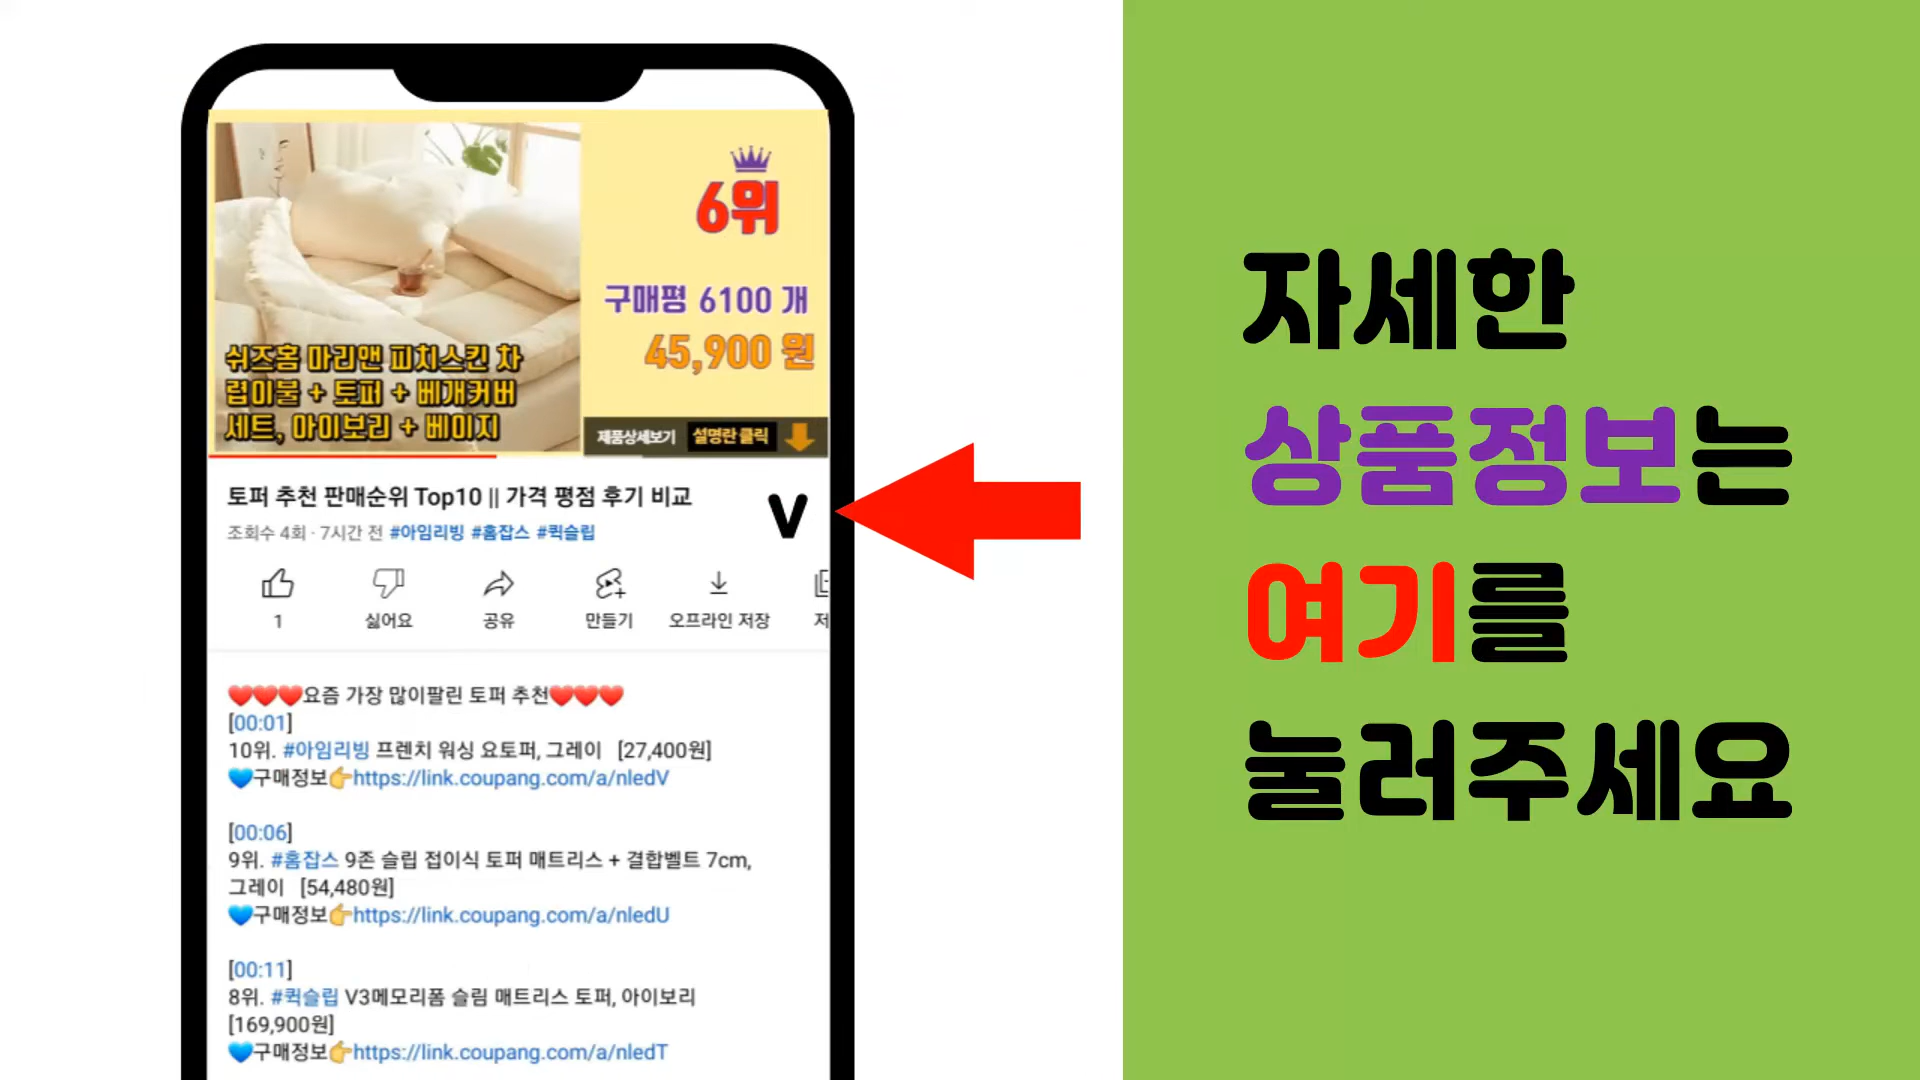 6위
구매평 6100 개
45,900 원
쉬즈홈 마리앤 피치스킨 차
렵이불 + 토퍼 + 베개커버
세트, 아이보리 + 베이지
제품상세보기 설명란 클릭
토퍼 추천 판매순위 Top10 || 가격 평점 후기 비교
V
조회수 4회 · 7시간 전 #아임리빙 #홈잡스 #퀵슬립
1 싫어요 공유 만들기 오프라인 저장 저
❤️❤️❤️요즘 가장 많이팔린 토퍼 추천❤️❤️❤️
[00:01]
10위. #아임리빙 프렌치 워싱 요토퍼, 그레이 [27,400원]
💙구매정보👉https://link.coupang.com/a/nledV
[00:06]
9위. #홈잡스 9존 슬립 접이식 토퍼 매트리스 + 결합벨트 7cm,
그레이 [54,480원]
💙구매정보👉https://link.coupang.com/a/nledU
[00:11]
8위. #퀵슬립 V3메모리폼 슬림 매트리스 토퍼, 아이보리
[169,900원]
💙구매정보👉https://link.coupang.com/a/nledT
자세한
상품정보는
여기를
눌러주세요